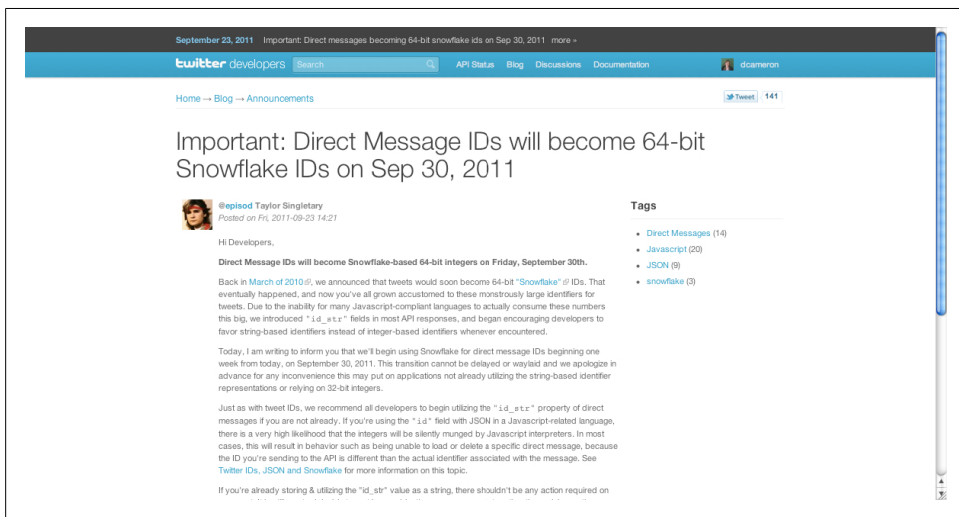 September 23, 2011 Important: Direct messages becoming 64-bit snowflake ids on Sep 30, 2011 more »
twitter developers Search API Status Blog Discussions Documentation dcameron
Home → Blog → Announcements Tweet 141
Important: Direct Message IDs will become 64-bit
Snowflake IDs on Sep 30, 2011
@episod Taylor Singletary
Posted on Fri, 2011-09-23 14:21
Hi Developers,
Direct Message IDs will become Snowflake-based 64-bit integers on Friday, September 30th.
Back in March of 2010, we announced that tweets would soon become 64-bit "Snowflake" IDs. That
eventually happened, and now you've all grown accustomed to these monstrously large identifiers for
tweets. Due to the inability for many Javascript-compliant languages to actually consume these numbers
this big, we introduced "id_str" fields in most API responses, and began encouraging developers to
favor string-based identifiers instead of integer-based identifiers whenever encountered.
Today, I am writing to inform you that we'll begin using Snowflake for direct message IDs beginning one
week from today, on September 30, 2011. This transition cannot be delayed or waylaid and we apologize in
advance for any inconvenience this may put on applications not already utilizing the string-based identifier
representations or relying on 32-bit integers.
Just as with tweet IDs, we recommend all developers to begin utilizing the "id_str" property of direct
messages if you are not already. If you're using the "id" field with JSON in a Javascript-related language,
there is a very high likelihood that the integers will be silently munged by Javascript interpreters. In most
cases, this will result in behavior such as being unable to load or delete a specific direct message, because
the ID you're sending to the API is different than the actual identifier associated with the message. See
Twitter IDs, JSON and Snowflake for more information on this topic.
If you're already storing & utilizing the "id_str" value as a string, there shouldn't be any action required on
Tags
Direct Messages (14)
Javascript (20)
JSON (9)
snowflake (3)